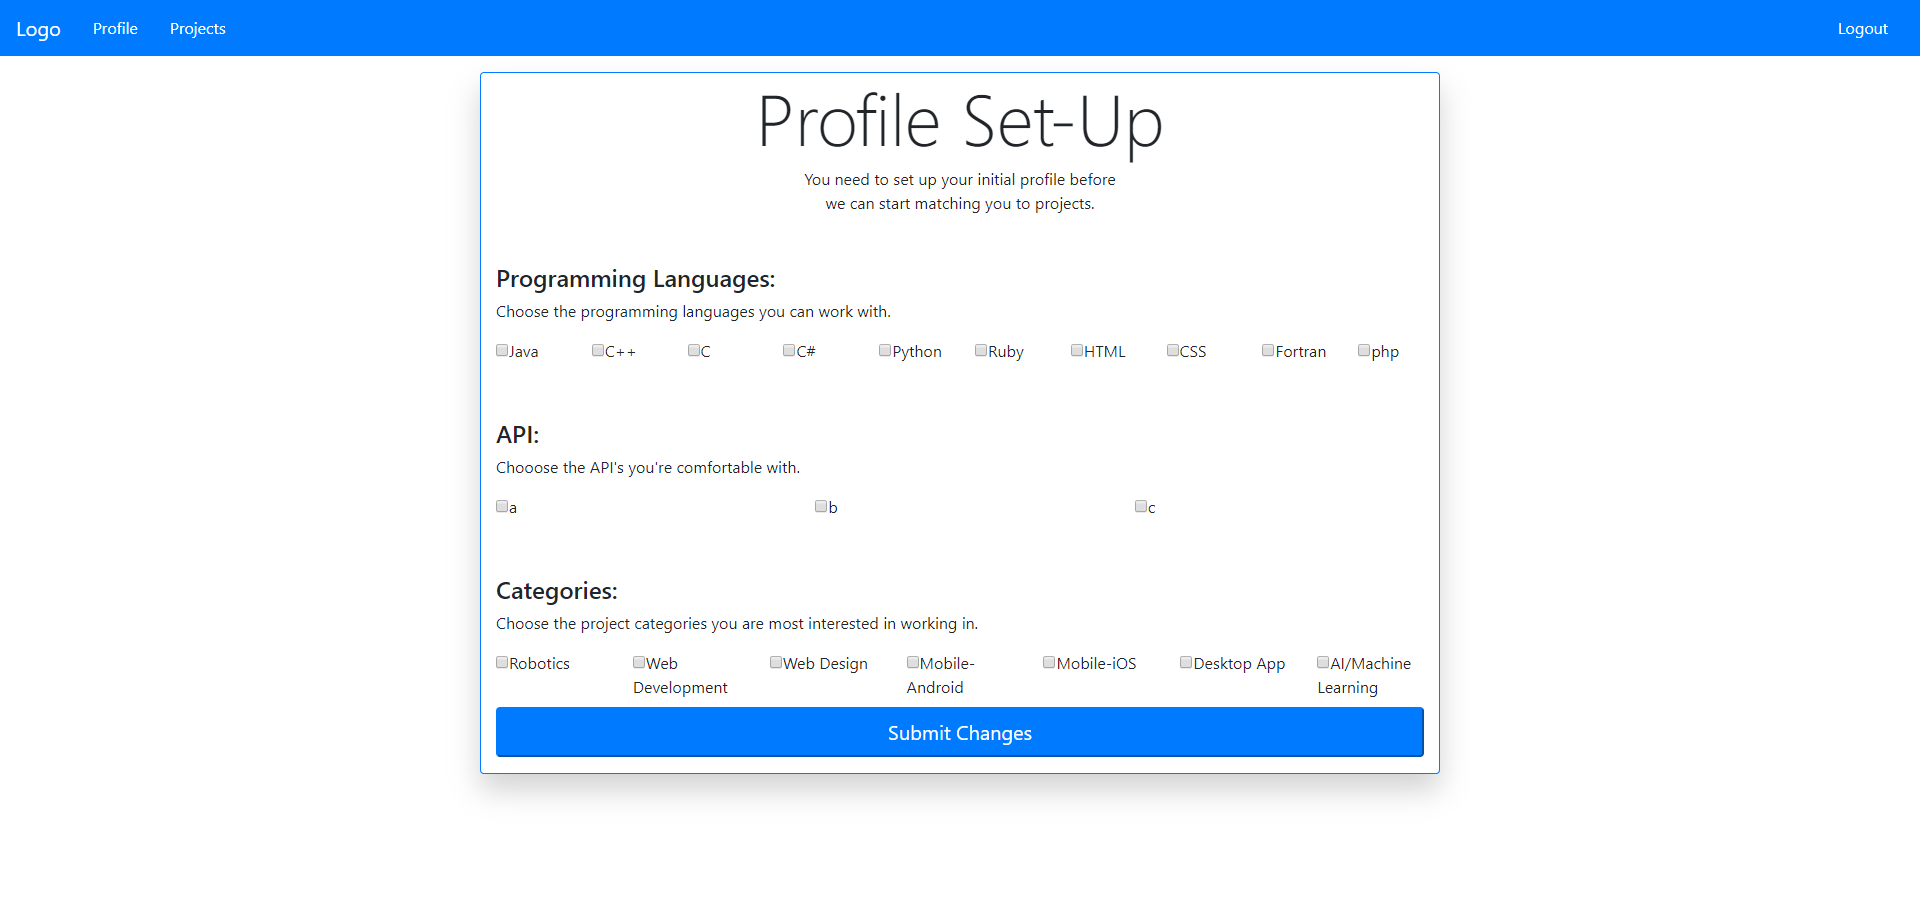 Logo Profile Projects Logout
Profile Set-Up
You need to set up your initial profile before
we can start matching you to projects.
Programming Languages:
Choose the programming languages you can work with.
Java C++ C C# Python Ruby HTML CSS Fortran php
API:
Chooose the API's you're comfortable with.
a b c
Categories:
Choose the project categories you are most interested in working in.
Robotics Web Web Design Mobile- Mobile-iOS Desktop App AI/Machine
Development Android Learning
Submit Changes